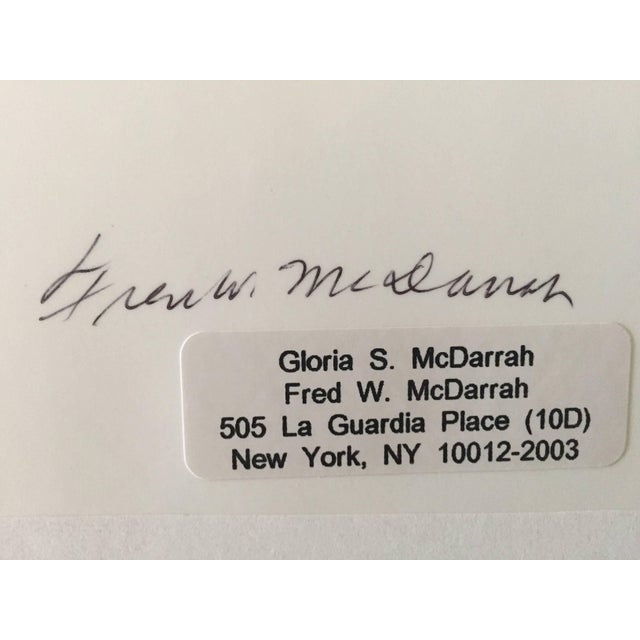 Fred W. McDarrah
Gloria S. McDarrah
Fred W. McDarrah
505 La Guardia Place (10D)
New York, NY 10012-2003